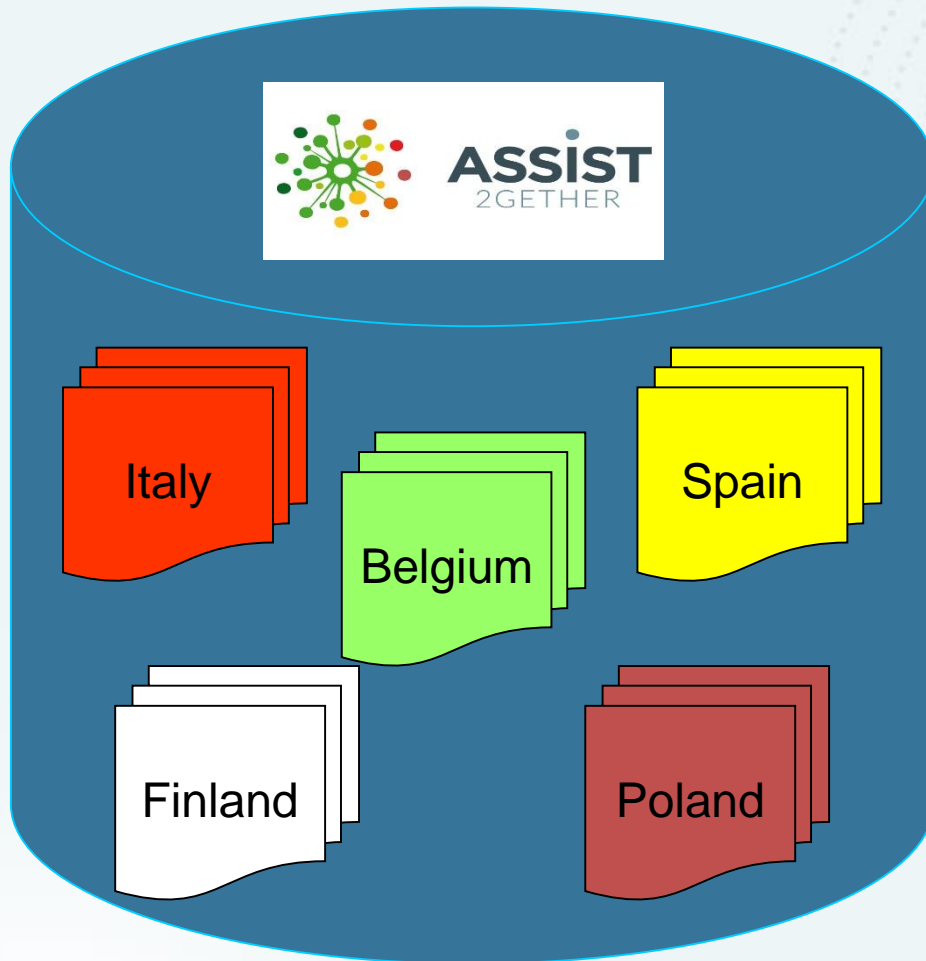 ASSIST
2GETHER
Italy
Spain
Belgium
Finland
Poland